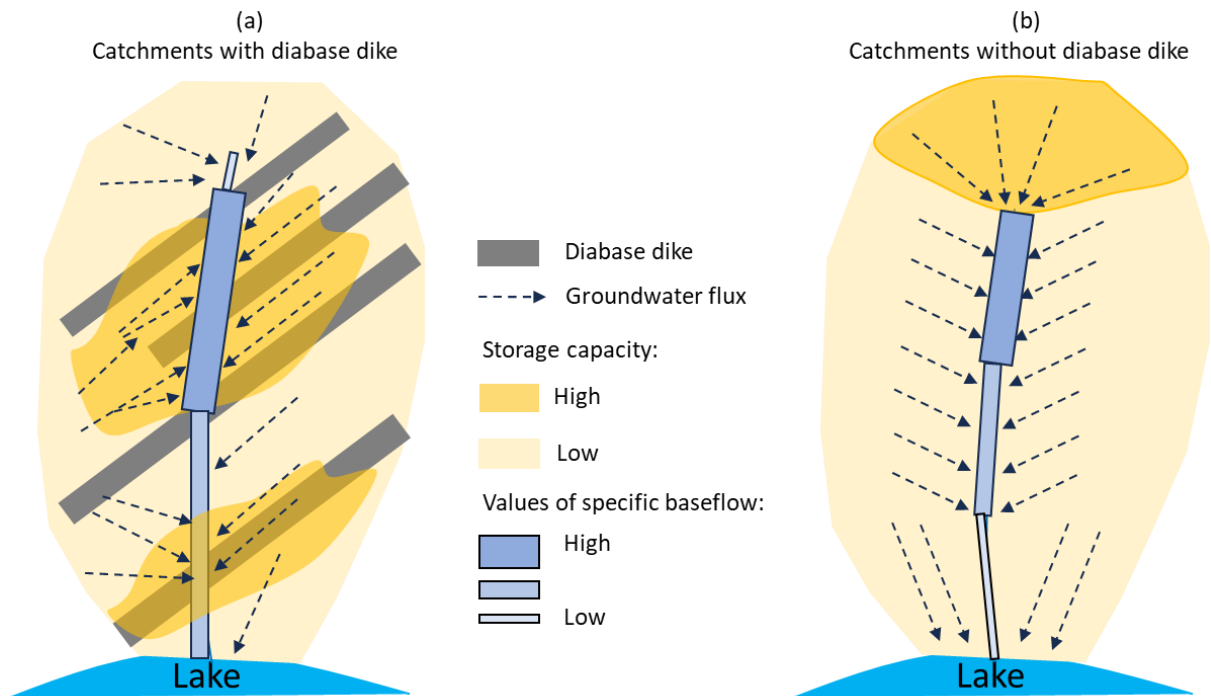 (a)
Catchments with diabase dike
(b)
Catchments without diabase dike
Diabase dike
Groundwater flux
Storage capacity:
High
Low
Values of specific baseflow:
High
Low
Lake
Lake